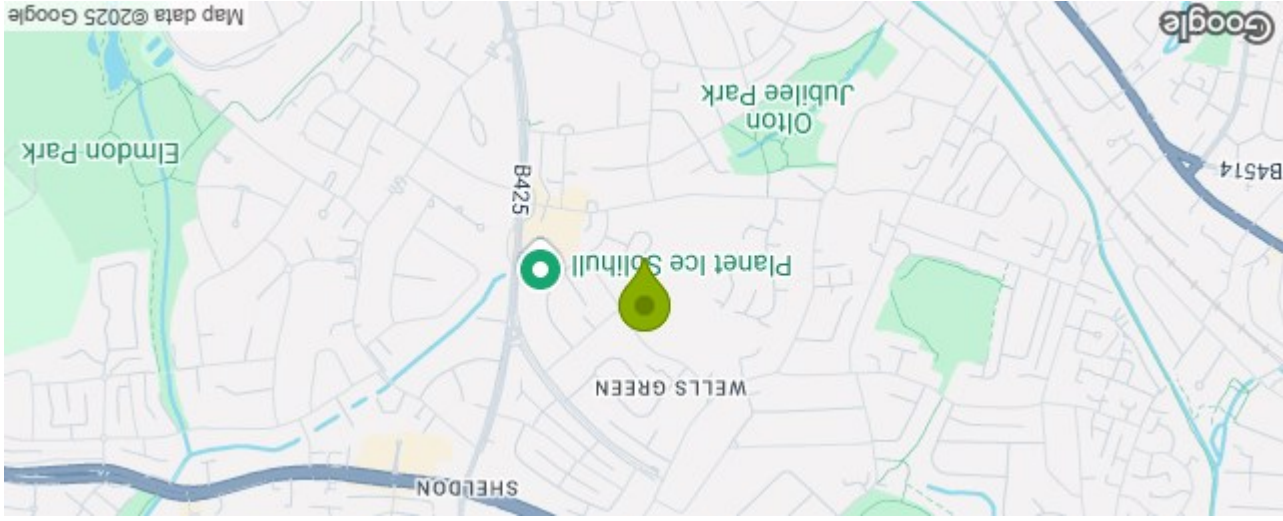 SHELDON
WELLS GREEN
Planet Ice Solihull
B425
B4514
Elmdon Park
Olton
Jubilee Park
Google
Map data ©2025 Google